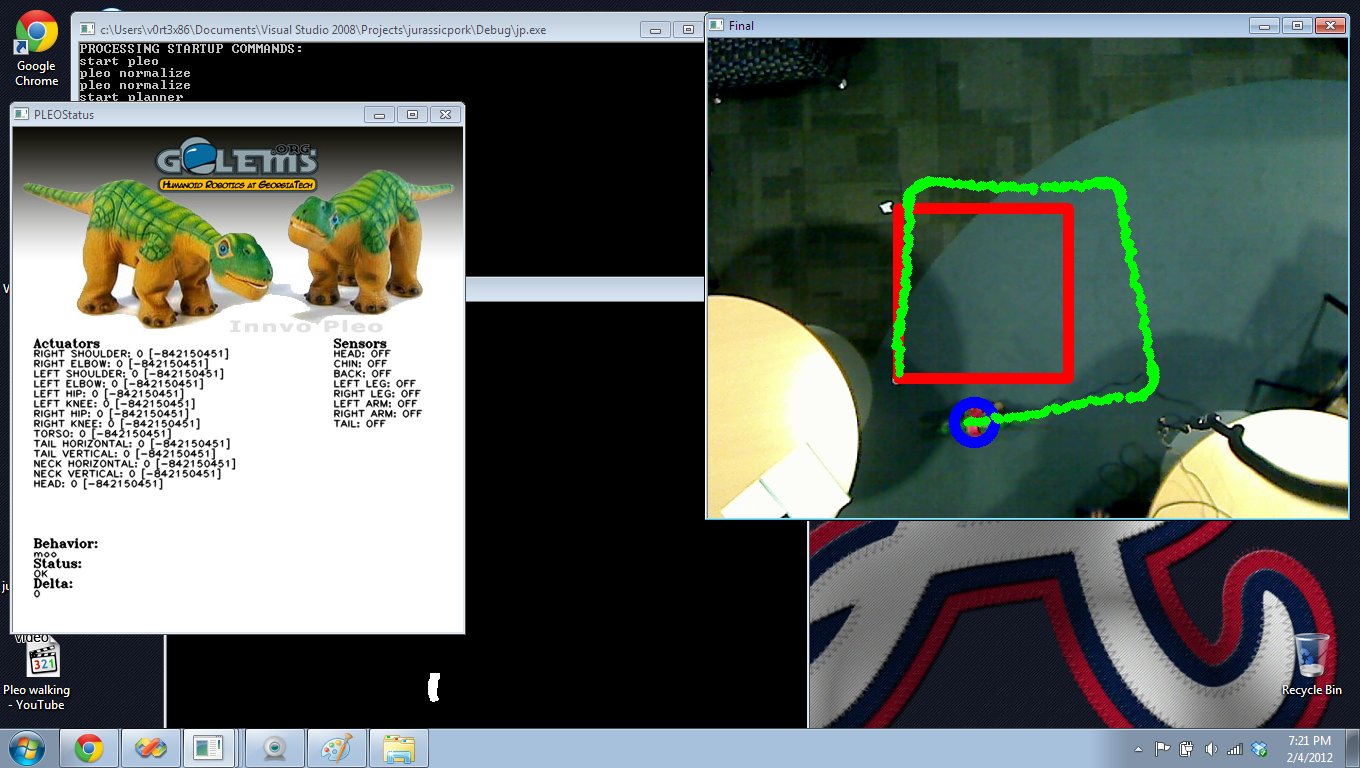 Google
Chrome
c:\Users\v0rt3x86\Documents\Visual Studio 2008\Projects\jurassicpork\Debug\jp.exe
PROCESSING STARTUP COMMANDS:
start pleo
pleo normalize
pleo normalize
start planner
Final
PLEOStatus
GOLEMS.ORG
HUMANOID ROBOTICS AT GEORGIATECH
Innvo Pleo
Actuators
RIGHT SHOULDER: 0 [-842150451]
RIGHT ELBOW: 0 [-842150451]
LEFT SHOULDER: 0 [-842150451]
LEFT ELBOW: 0 [-842150451]
LEFT HIP: 0 [-842150451]
LEFT KNEE: 0 [-842150451]
RIGHT HIP: 0 [-842150451]
RIGHT KNEE: 0 [-842150451]
TORSO: 0 [-842150451]
TAIL HORIZONTAL: 0 [-842150451]
TAIL VERTICAL: 0 [-842150451]
NECK HORIZONTAL: 0 [-842150451]
NECK VERTICAL: 0 [-842150451]
HEAD: 0 [-842150451]
Sensors
HEAD: OFF
CHIN: OFF
BACK: OFF
LEFT LEG: OFF
RIGHT LEG: OFF
LEFT ARM: OFF
RIGHT ARM: OFF
TAIL: OFF
Behavior:
moo
Status:
OK
Delta:
0
video
321
Pleo walking
- YouTube
Recycle Bin
7:21 PM
2/4/2012